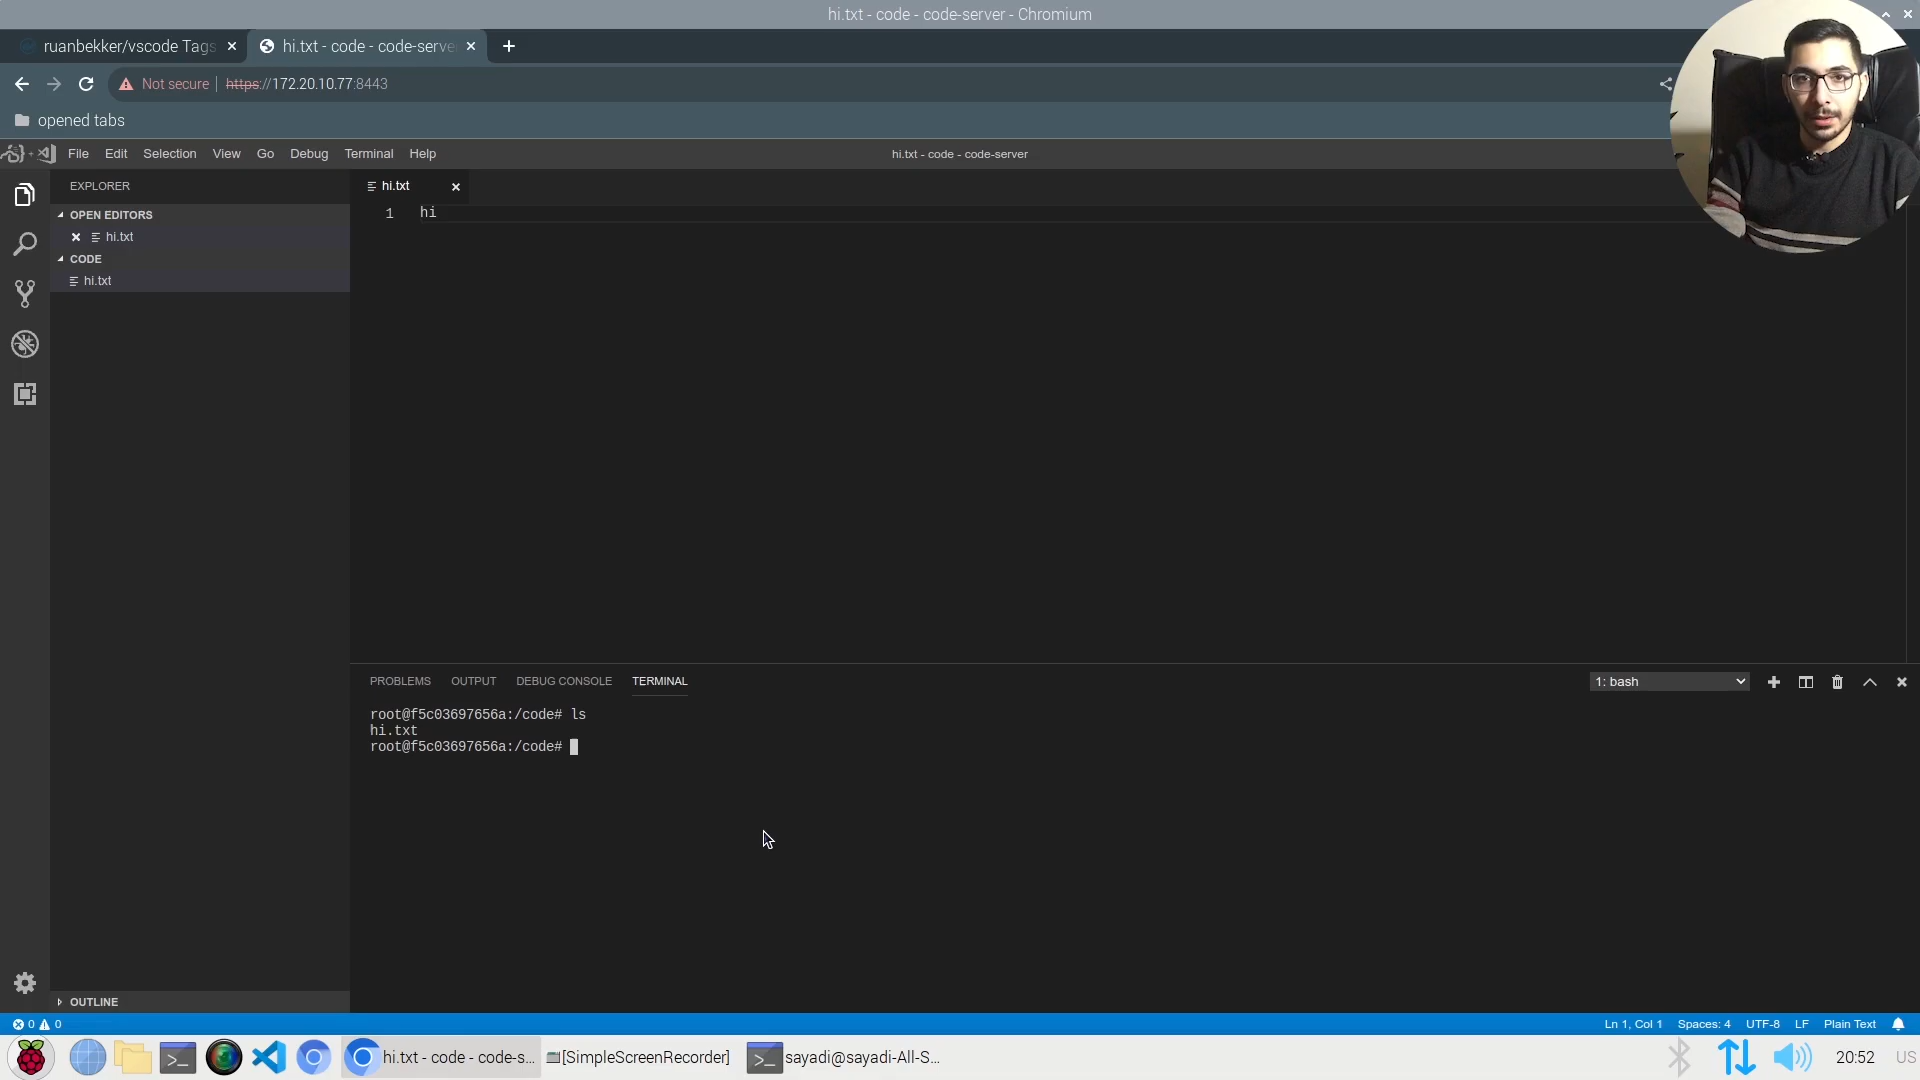 hi.txt - code - code-server - Chromium
ruanbekker/vscode Tags
hi.txt - code - code-serve
Not secure
https://172.20.10.77:8443
opened tabs
File Edit Selection View Go Debug Terminal Help
hi.txt - code - code-server
EXPLORER
OPEN EDITORS
hi.txt
CODE
hi.txt
OUTLINE
hi.txt
1 hi
PROBLEMS OUTPUT DEBUG CONSOLE TERMINAL
1: bash
root@f5c03697656a:/code# ls
hi.txt
root@f5c03697656a:/code#
0 0
Ln 1, Col 1 Spaces: 4 UTF-8 LF Plain Text
hi.txt - code - code-s...
[SimpleScreenRecorder]
sayadi@sayadi-All-S...
20:52
US